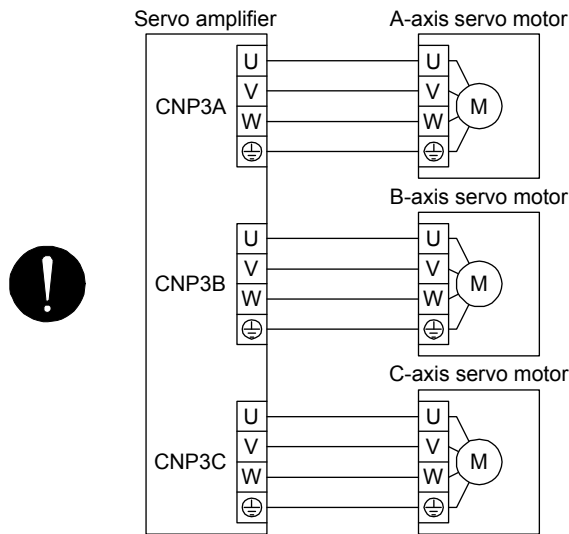 Servo amplifier
A-axis servo motor
U
U
V
V
CNP3A
M
W
W
B-axis servo motor
U
U
V
V
CNP3B
M
W
W
C-axis servo motor
U
U
V
V
CNP3C
M
W
W